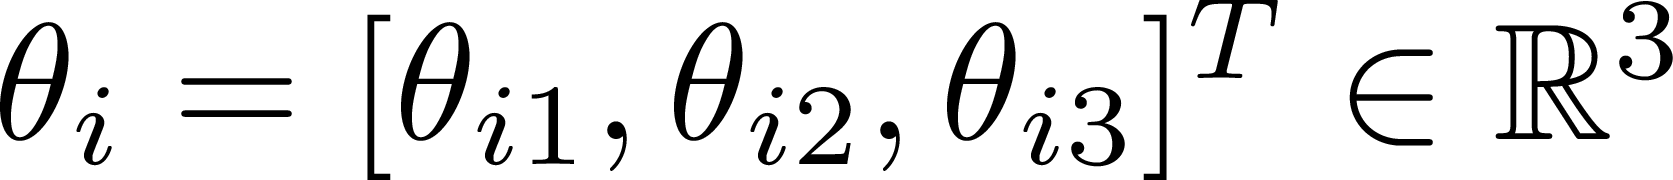 θ_i = [θ_{i1}, θ_{i2}, θ_{i3}]^T ∈ ℝ^3